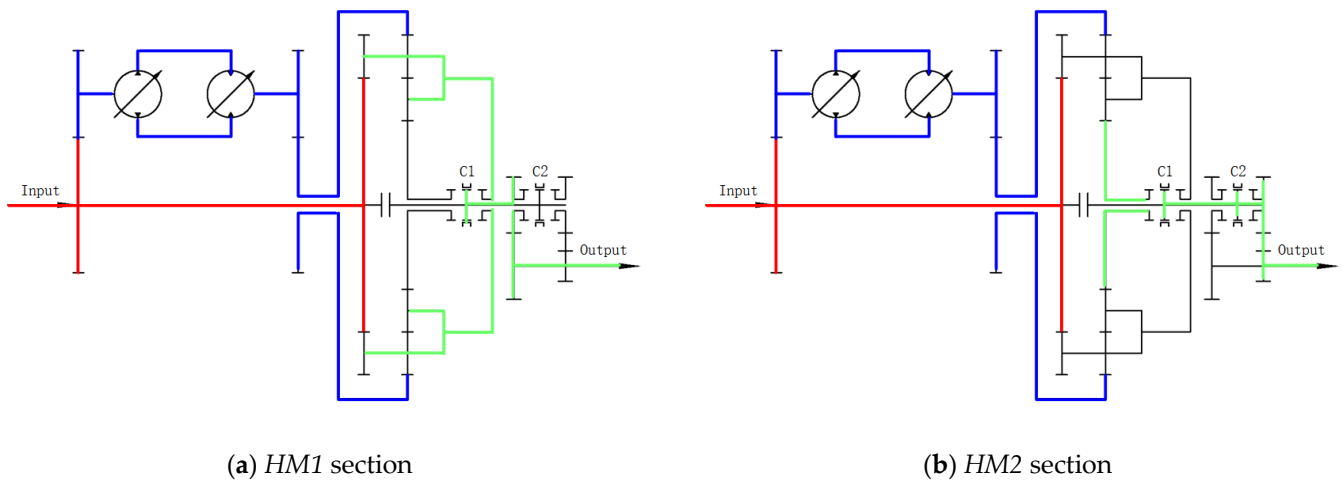 C1 C2
Input
Output
C1 C2
Input
Output
(a) HM1 section
(b) HM2 section